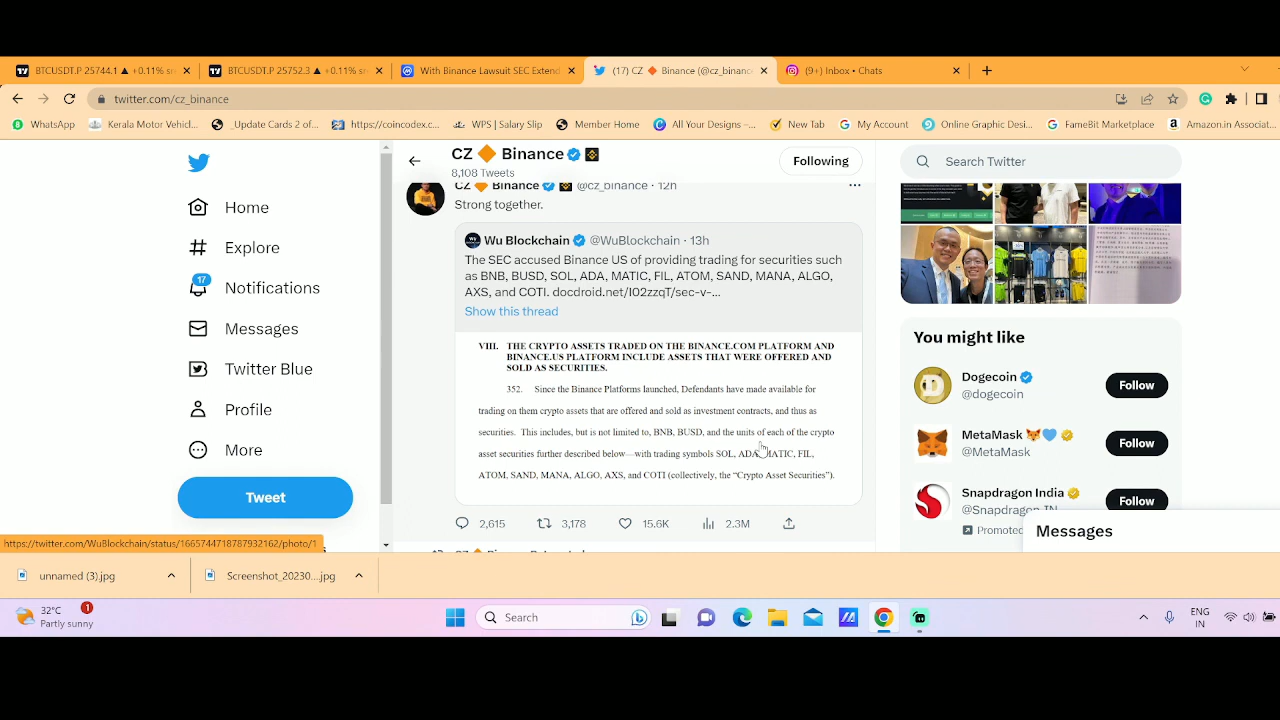 BTCUSDT.P 25744.1 ▲ +0.11%
BTCUSDT.P 25752.3 ▲ +0.11%
With Binance Lawsuit SEC Extend
(17) CZ 🔶 Binance (@cz_binance
(9+) Inbox • Chats
twitter.com/cz_binance
WhatsApp
Kerala Motor Vehicl...
_Update Cards 2 of...
https://coincodex.c...
WPS | Salary Slip
Member Home
All Your Designs –...
New Tab
My Account
Online Graphic Desi...
FameBit Marketplace
Amazon.in Associat...
CZ 🔶 Binance
8,108 Tweets
Following
Search Twitter
Home
Explore
17
Notifications
Messages
Twitter Blue
Profile
More
Tweet
CZ 🔶 Binance @cz_binance · 12h
Strong together.
Wu Blockchain @WuBlockchain · 13h
The SEC accused Binance US of providing trading for securities such
as BNB, BUSD, SOL, ADA, MATIC, FIL, ATOM, SAND, MANA, ALGO,
AXS, and COTI. docdroid.net/I02zzqT/sec-v-...
Show this thread
VIII. THE CRYPTO ASSETS TRADED ON THE BINANCE.COM PLATFORM AND
BINANCE.US PLATFORM INCLUDE ASSETS THAT WERE OFFERED AND
SOLD AS SECURITIES.
352. Since the Binance Platforms launched, Defendants have made available for
trading on them crypto assets that are offered and sold as investment contracts, and thus as
securities. This includes, but is not limited to, BNB, BUSD, and the units of each of the crypto
asset securities further described below—with trading symbols SOL, ADA, MATIC, FIL,
ATOM, SAND, MANA, ALGO, AXS, and COTI (collectively, the “Crypto Asset Securities”).
2,615
3,178
15.6K
2.3M
You might like
Dogecoin
@dogecoin
Follow
MetaMask 🦊💙
@MetaMask
Follow
Snapdragon India
@Snapdragon_IN
Follow
Promoted
Messages
https://twitter.com/WuBlockchain/status/1665744718787932162/photo/1
unnamed (3).jpg
Screenshot_20230....jpg
32°C
Partly sunny
1
Search
ENG
IN